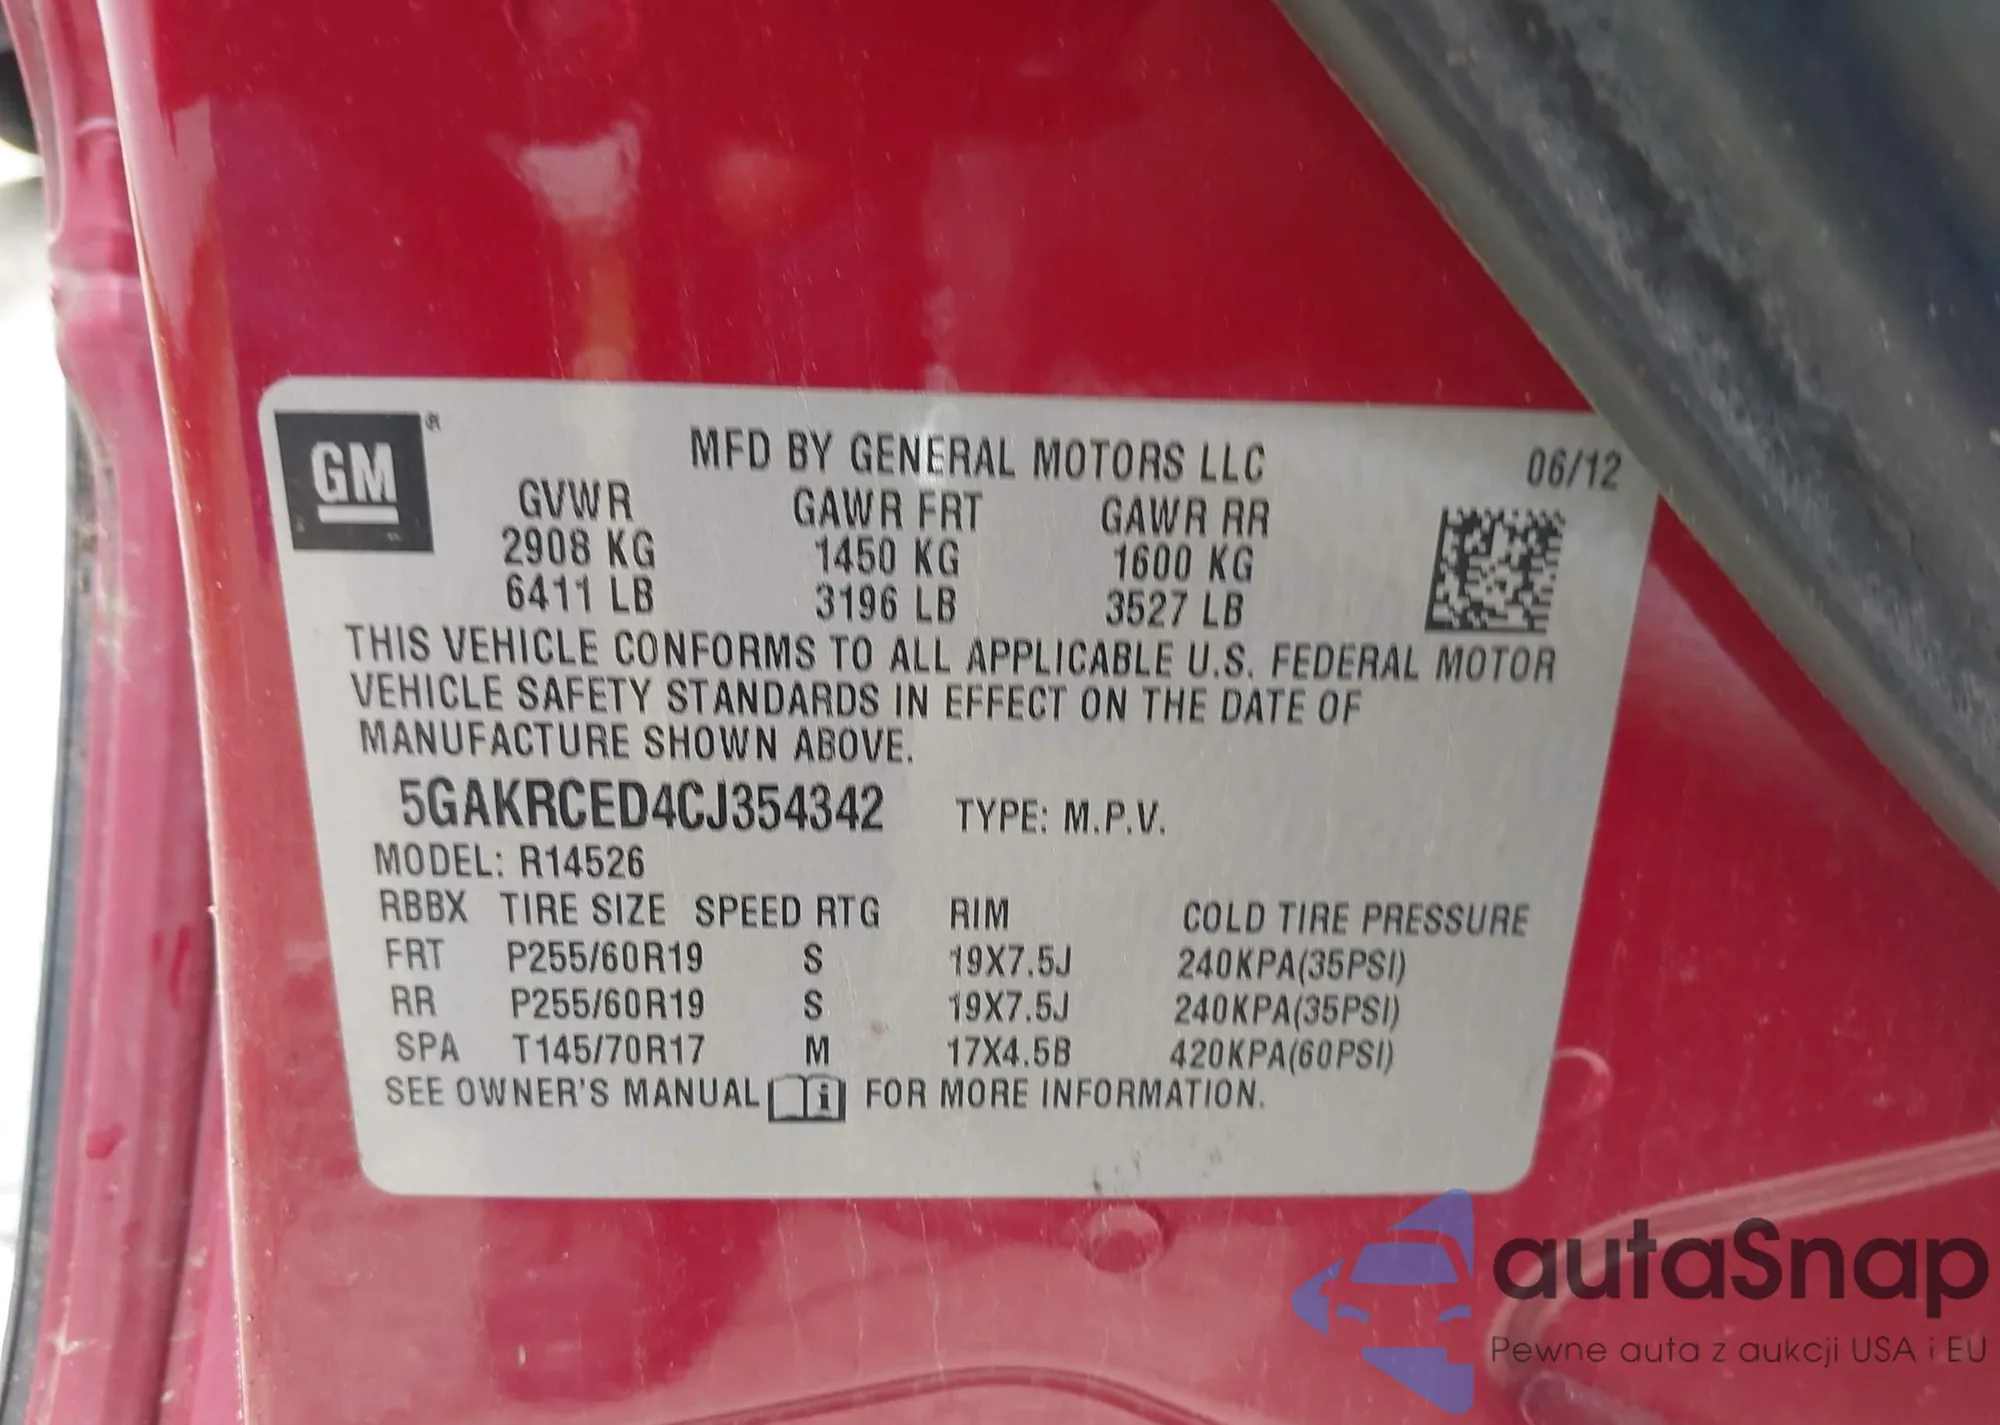 GM ®
MFD BY GENERAL MOTORS LLC 06/12
GVWR GAWR FRT GAWR RR
2908 KG 1450 KG 1600 KG
6411 LB 3196 LB 3527 LB
THIS VEHICLE CONFORMS TO ALL APPLICABLE U.S. FEDERAL MOTOR
VEHICLE SAFETY STANDARDS IN EFFECT ON THE DATE OF
MANUFACTURE SHOWN ABOVE.
5GAKRCED4CJ354342 TYPE: M.P.V.
MODEL: R14526
RBBX TIRE SIZE SPEED RTG RIM COLD TIRE PRESSURE
FRT P255/60R19 S 19X7.5J 240KPA(35PSI)
RR P255/60R19 S 19X7.5J 240KPA(35PSI)
SPA T145/70R17 M 17X4.5B 420KPA(60PSI)
SEE OWNER'S MANUAL i FOR MORE INFORMATION.
autaSnap
Pewne auta z aukcji USA i EU